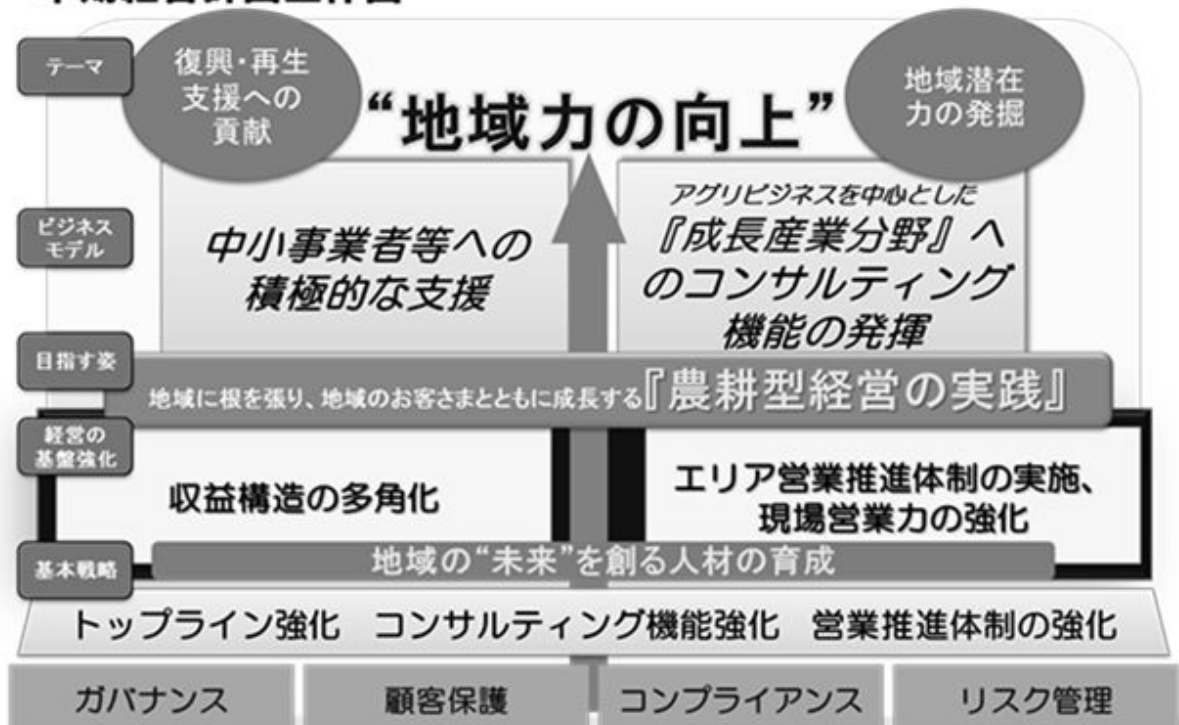 テーマ
復興・再生
支援への
貢献
“地域力の向上”
地域潜在
力の発掘
ビジネス
モデル
中小事業者等への
積極的な支援
アグリビジネスを中心とした
『成長産業分野』へ
のコンサルティング
機能の発揮
目指す姿
地域に根を張り、地域のお客さまとともに成長する『農耕型経営の実践』
経営の
基盤強化
収益構造の多角化
エリア営業推進体制の実施、
現場営業力の強化
基本戦略
地域の“未来”を創る人材の育成
トップライン強化 コンサルティング機能強化 営業推進体制の強化
ガバナンス
顧客保護
コンプライアンス
リスク管理